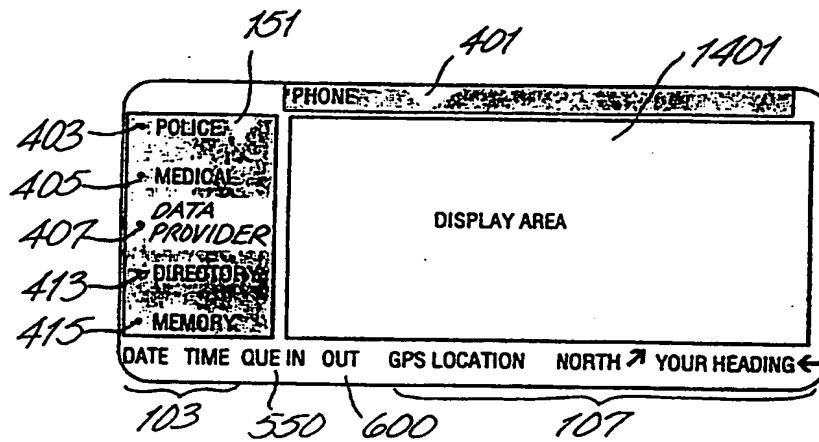 151
401
1401
PHONE
403
POLICE
405
MEDICAL
407
DATA
PROVIDER
DISPLAY AREA
413
DIRECTORY
415
MEMORY
DATE TIME QUE IN OUT GPS LOCATION NORTH ↗ YOUR HEADING ←
103
550
600
107